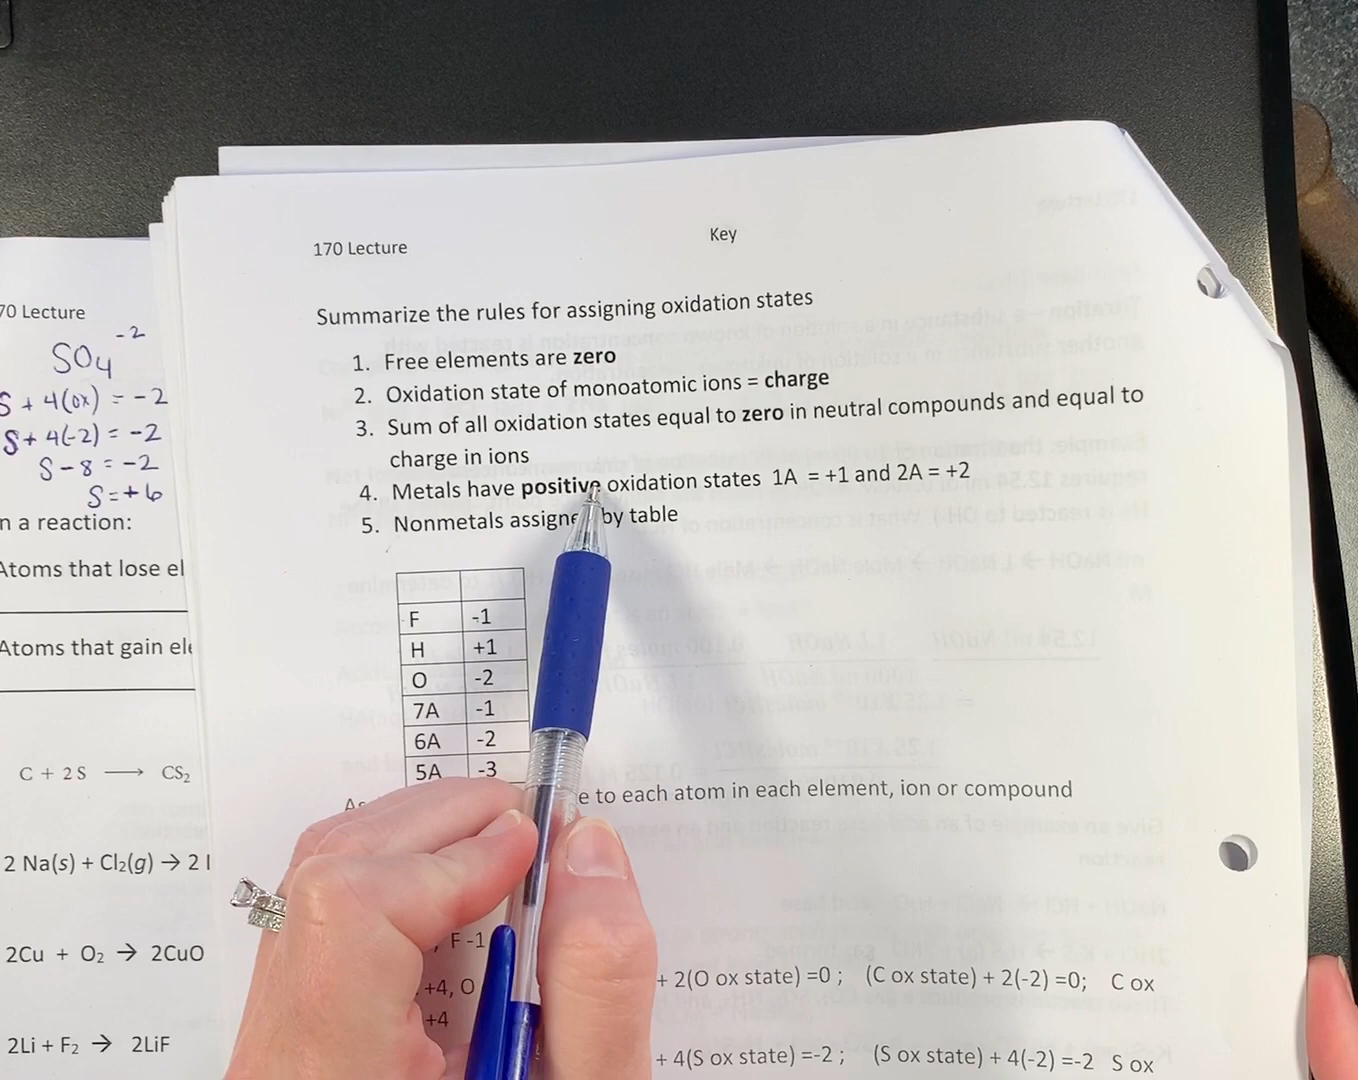 170 Lecture
Key
Summarize the rules for assigning oxidation states
1. Free elements are zero
2. Oxidation state of monoatomic ions = charge
3. Sum of all oxidation states equal to zero in neutral compounds and equal to
charge in ions
4. Metals have positive oxidation states 1A = +1 and 2A = +2
5. Nonmetals assigne by table
F -1
H +1
O -2
7A -1
6A -2
5A -3
As e to each atom in each element, ion or compound
, F -1
+4, O + 2(O ox state) =0 ; (C ox state) + 2(-2) =0; C ox
+4
+ 4(S ox state) =-2 ; (S ox state) + 4(-2) =-2 S ox
70 Lecture
SO₄⁻²
S + 4(ox) = -2
S + 4(-2) = -2
S - 8 = -2
S = +6
n a reaction:
Atoms that lose el
Atoms that gain ele
C + 2 S ⟶ CS₂
2 Na(s) + Cl₂(g) → 2
2Cu + O₂ → 2CuO
2Li + F₂ → 2LiF